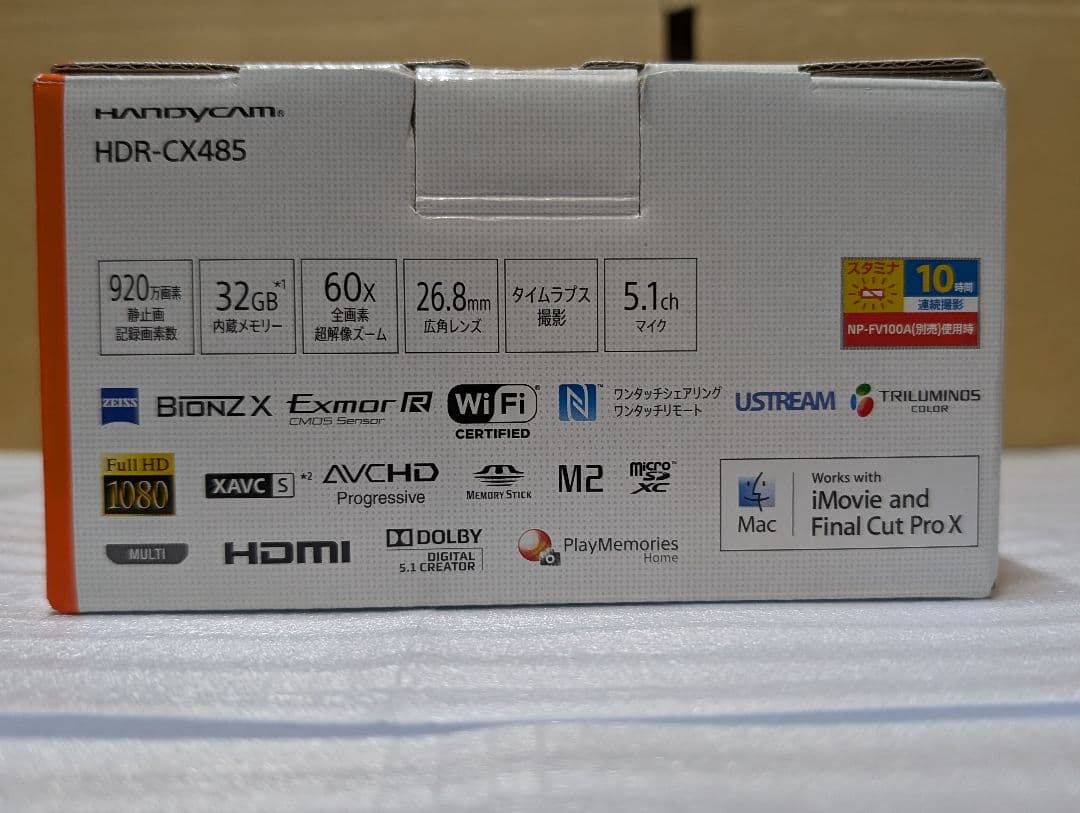 HANDYCAM®
HDR-CX485
920万画素
静止画
記録画素数
32GB*1
内蔵メモリー
60x
全画素
超解像ズーム
26.8mm
広角レンズ
タイムラプス
撮影
5.1ch
マイク
スタミナ
10時間
連続撮影
NP-FV100A(別売)使用時
ZEISS
BIONZ X
Exmor R
CMOS Sensor
Wi Fi®
CERTIFIED
N™
ワンタッチシェアリング
ワンタッチリモート
USTREAM
TRILUMINOS
COLOR
Full HD
1080
XAVC S *2
AVCHD
Progressive
MEMORY STICK
M2
micro™
SD
XC
Mac
Works with
iMovie and
Final Cut Pro X
MULTI
HDMI
DOLBY
DIGITAL
5.1 CREATOR
PlayMemories
Home